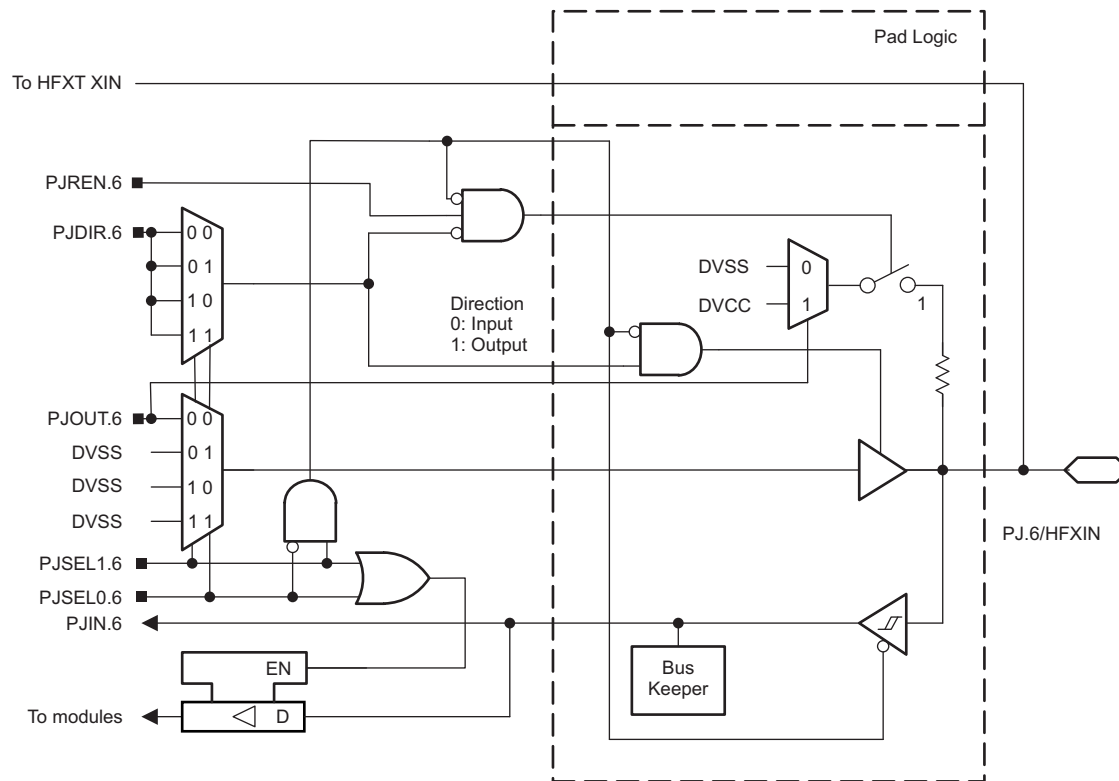 Pad Logic
To HFXT XIN
PJREN.6
PJDIR.6
0 0
0 1
1 0
1 1
DVSS
0
DVCC
1
1
Direction
0: Input
1: Output
PJOUT.6
0 0
DVSS
0 1
DVSS
1 0
DVSS
1 1
PJ.6/HFXIN
PJSEL1.6
PJSEL0.6
PJIN.6
Bus
Keeper
EN
To modules
D